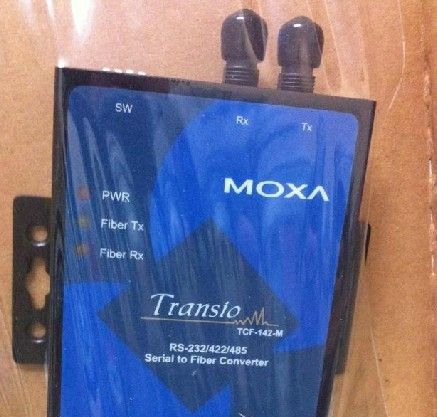 SW
Rx Tx
MOXA
PWR
Fiber Tx
Fiber Rx
Transio
TCF-142-M
RS-232/422/485
Serial to Fiber Converter